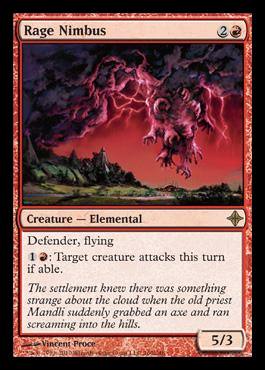 Rage Nimbus
2
Creature — Elemental
Defender, flying
1 : Target creature attacks this turn
if able.
The settlement knew there was something
strange about the cloud when the old priest
Mandli suddenly grabbed an axe and ran
screaming into the hills.
Vincent Proce
5/3